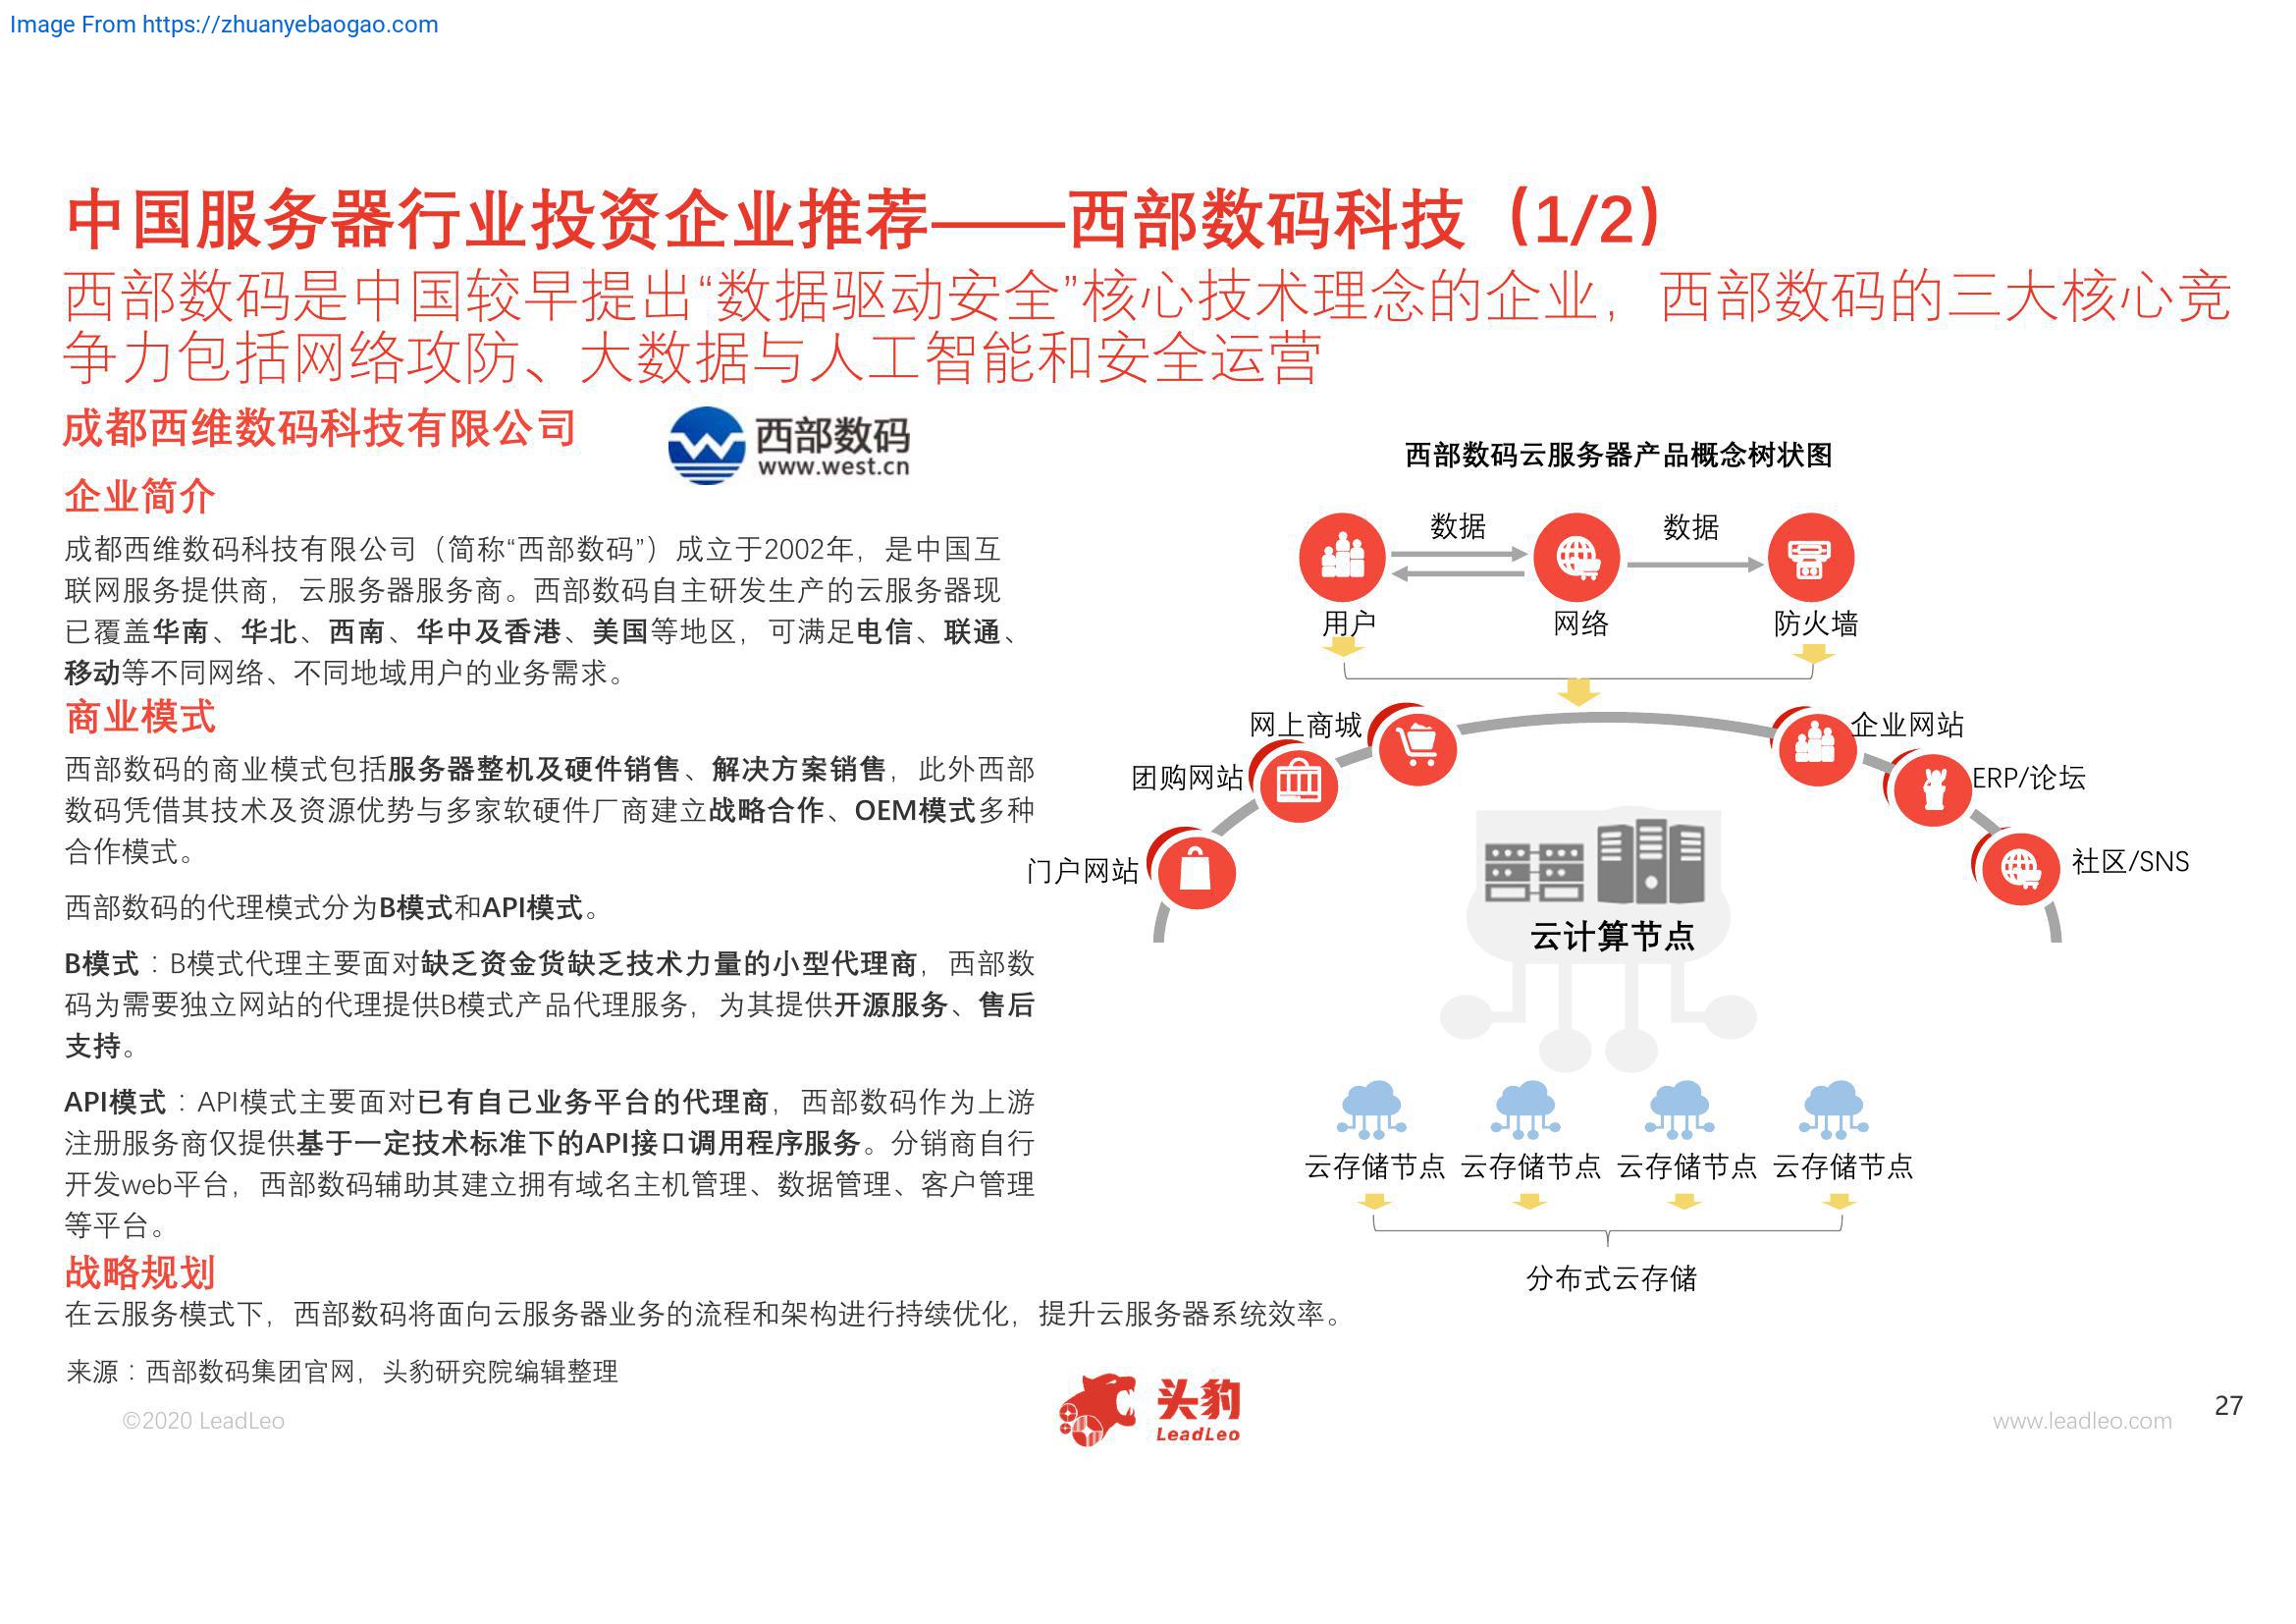 Image From https://zhuanyebaogao.com
中国服务器行业投资企业推荐——西部数码科技（1/2）
西部数码是中国较早提出“数据驱动安全”核心技术理念的企业，西部数码的三大核心竞
争力包括网络攻防、大数据与人工智能和安全运营
成都西维数码科技有限公司
西部数码
www.west.cn
企业简介
成都西维数码科技有限公司（简称“西部数码”）成立于2002年，是中国互
联网服务提供商，云服务器服务商。西部数码自主研发生产的云服务器现
已覆盖华南、华北、西南、华中及香港、美国等地区，可满足电信、联通、
移动等不同网络、不同地域用户的业务需求。
商业模式
西部数码的商业模式包括服务器整机及硬件销售、解决方案销售，此外西部
数码凭借其技术及资源优势与多家软硬件厂商建立战略合作、OEM模式多种
合作模式。
西部数码的代理模式分为B模式和API模式。
B模式：B模式代理主要面对缺乏资金货缺乏技术力量的小型代理商，西部数
码为需要独立网站的代理提供B模式产品代理服务，为其提供开源服务、售后
支持。
API模式：API模式主要面对已有自己业务平台的代理商，西部数码作为上游
注册服务商仅提供基于一定技术标准下的API接口调用程序服务。分销商自行
开发web平台，西部数码辅助其建立拥有域名主机管理、数据管理、客户管理
等平台。
战略规划
在云服务模式下，西部数码将面向云服务器业务的流程和架构进行持续优化，提升云服务器系统效率。
西部数码云服务器产品概念树状图
数据 数据
用户 网络 防火墙
网上商城 企业网站
团购网站 ERP/论坛
门户网站 社区/SNS
云计算节点
云存储节点 云存储节点 云存储节点 云存储节点
分布式云存储
来源：西部数码集团官网，头豹研究院编辑整理
©2020 LeadLeo
头豹
LeadLeo
www.leadleo.com
27